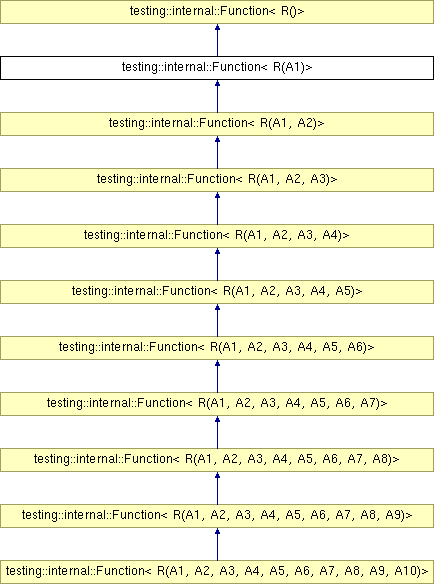 testing::internal::Function< R()>
testing::internal::Function< R(A1)>
testing::internal::Function< R(A1, A2)>
testing::internal::Function< R(A1, A2, A3)>
testing::internal::Function< R(A1, A2, A3, A4)>
testing::internal::Function< R(A1, A2, A3, A4, A5)>
testing::internal::Function< R(A1, A2, A3, A4, A5, A6)>
testing::internal::Function< R(A1, A2, A3, A4, A5, A6, A7)>
testing::internal::Function< R(A1, A2, A3, A4, A5, A6, A7, A8)>
testing::internal::Function< R(A1, A2, A3, A4, A5, A6, A7, A8, A9)>
testing::internal::Function< R(A1, A2, A3, A4, A5, A6, A7, A8, A9, A10)>